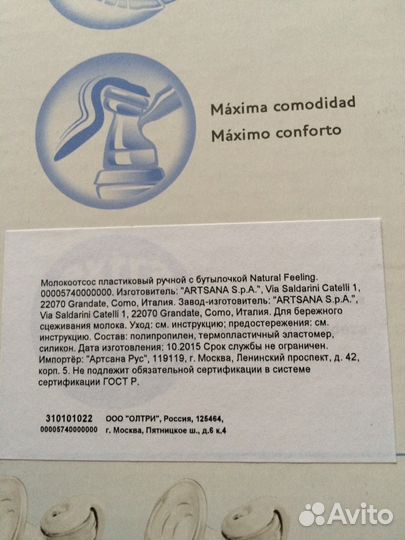 Máxima comodidad
Máximo conforto
Молокоотсос пластиковый ручной с бутылочкой Natural Feeling.
00005740000000, Изготовитель: "ARTSANA S.p.A.", Via Saldarini Catelli 1,
22070 Grandate, Como, Италия. Завод-изготовитель: "ARTSANA S.p.A.",
Via Saldarini Catelli 1, 22070 Grandate, Como, Италия. Для бережного
сцеживания молока. Уход: см. инструкцию; предостережения: см.
инструкцию. Состав: полипропилен, термопластичный эластомер,
силикон. Дата изготовления: 10.2015 Срок службы не ограничен.
Импортёр: "Артсана Рус", 119119, г. Москва, Ленинский проспект, д. 42,
корп. 5. Не подлежит обязательной сертификации в системе
сертификации ГОСТ Р.
310101022 ООО "ОЛТРИ", Россия, 125464,
00005740000000 г. Москва, Пятницкое ш., д.6 к.4
Avito